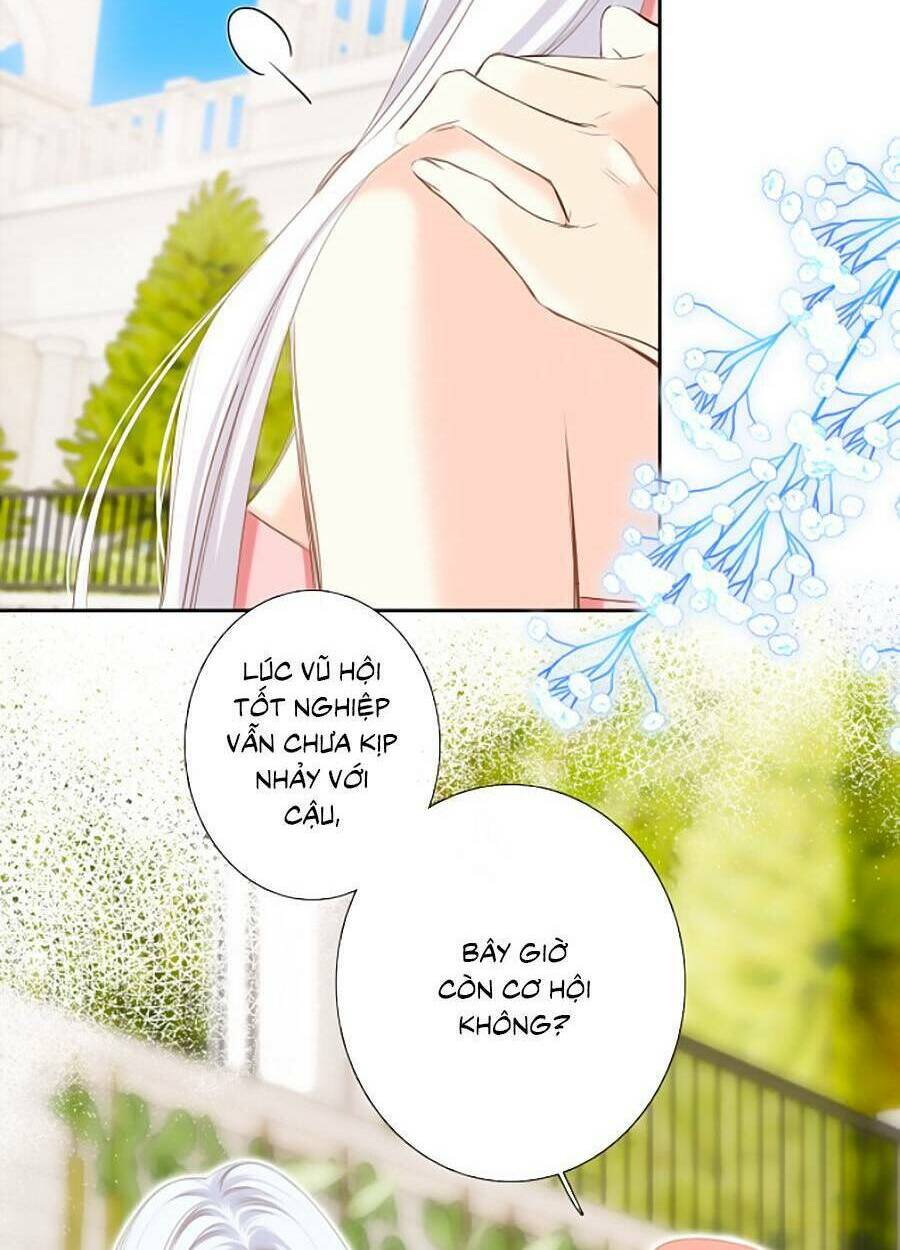 LÚC VŨ HỘI
TỐT NGHIỆP
VẪN CHƯA KỊP
NHẢY VỚI
CẬU,
BÂY GIỜ
CÒN CƠ HỘI
KHÔNG?